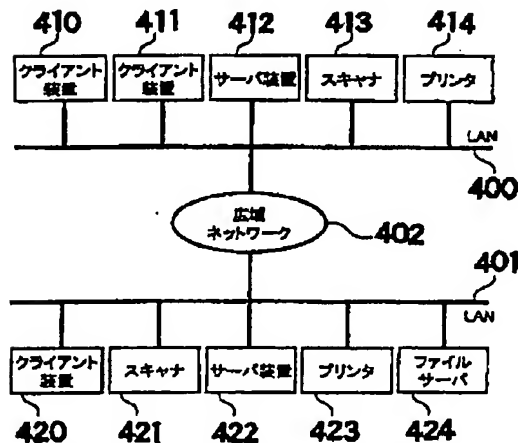 410 411 412 413 414
クライアント
装置
クライアント
装置
サーバ装置
スキャナ
プリンタ
LAN
400
広域
ネットワーク
402
401
LAN
クライアント
装置
スキャナ
サーバ装置
プリンタ
ファイル
サーバ
420 421 422 423 424